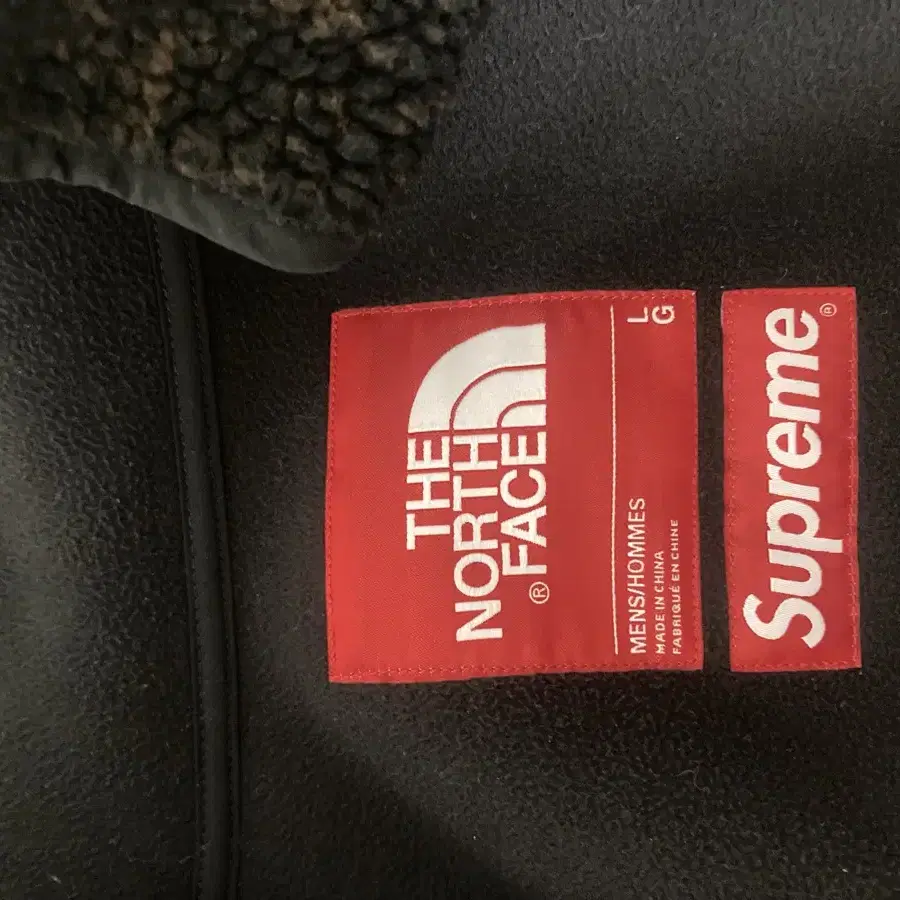 THE
NORTH
FACE®
L
G
MENS/HOMMES
MADE IN CHINA
FABRIQUÉ EN CHINE
Supreme®